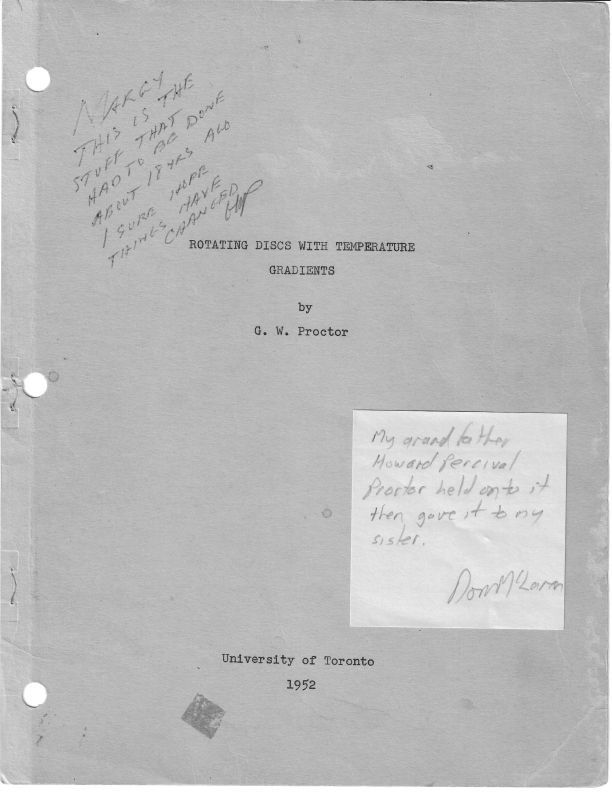 MARGY
THIS IS THE
STUFF THAT
HAD TO BE DONE
ABOUT 18 YRS AGO
I SURE HOPE
THINGS HAVE
CHANGED
ROTATING DISCS WITH TEMPERATURE
GRADIENTS
by
G. W. Proctor
My grand father
Howard Percival
Proctor held onto it
then gave it to my
sister.
University of Toronto
1952